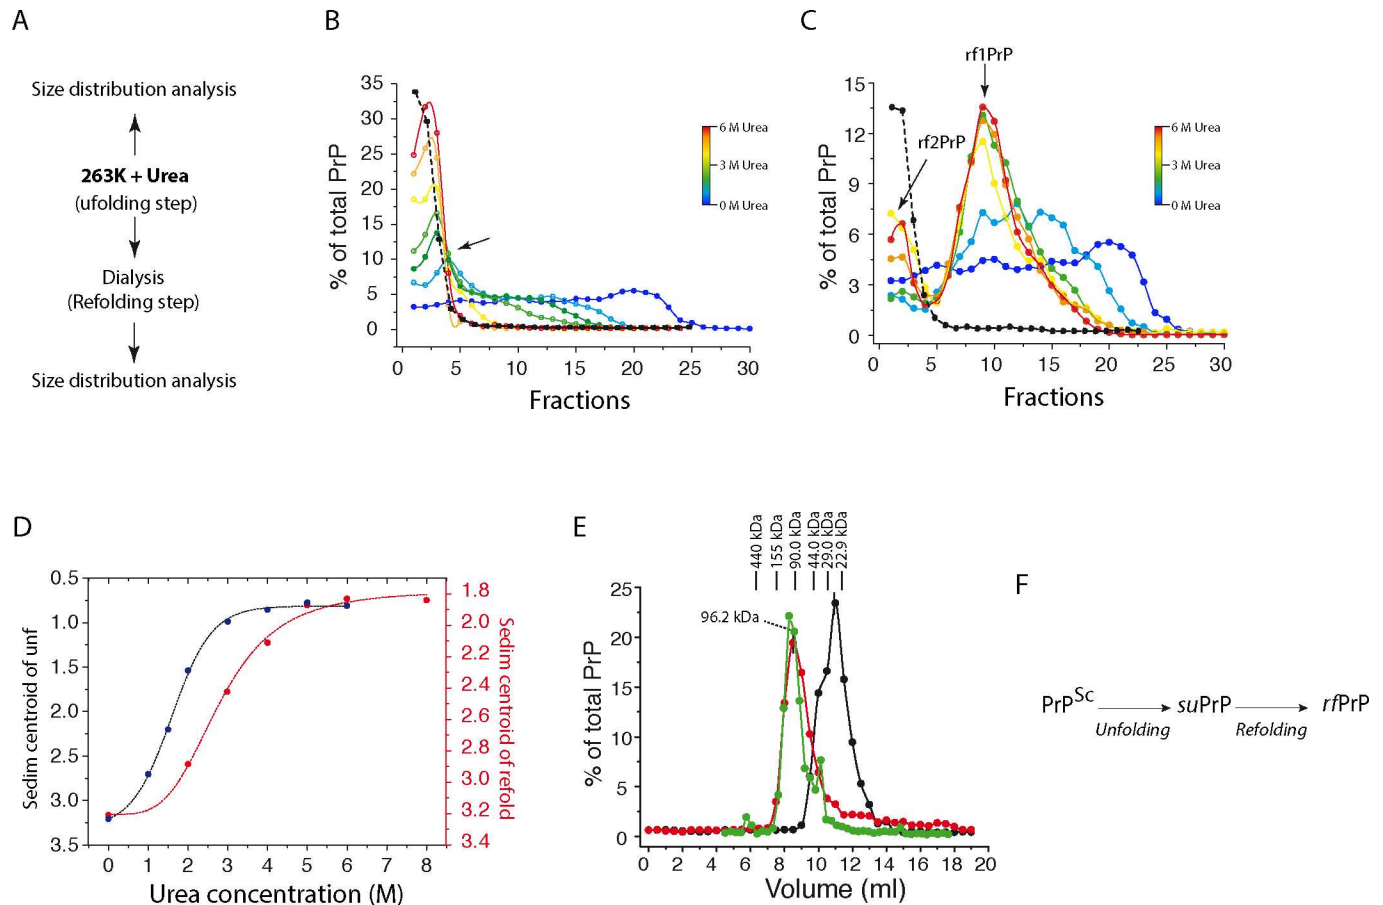 A
Size distribution analysis
263K + Urea
(ufolding step)
Dialysis
(Refolding step)
Size distribution analysis
B
% of total PrP
35
30
25
20
15
10
5
0
0 5 10 15 20 25 30
Fractions
6 M Urea
3 M Urea
0 M Urea
C
rf1PrP
rf2PrP
% of total PrP
15
12
9
6
3
0
0 5 10 15 20 25 30
Fractions
6 M Urea
3 M Urea
0 M Urea
D
Sedim centroid of unf
0.5
1.0
1.5
2.0
2.5
3.0
3.5
0 1 2 3 4 5 6 8
Urea concentration (M)
1.8
2.0
2.2
2.4
2.6
2.8
3.0
3.2
3.4
Sedim centroid of refold
E
440 kDa
155 kDa
90.0 kDa
44.0 kDa
29.0 kDa
22.9 kDa
96.2 kDa
% of total PrP
25
20
15
10
5
0
0 2 4 6 8 10 12 14 16 18 20
Volume (ml)
F
PrPSc suPrP rfPrP
Unfolding Refolding